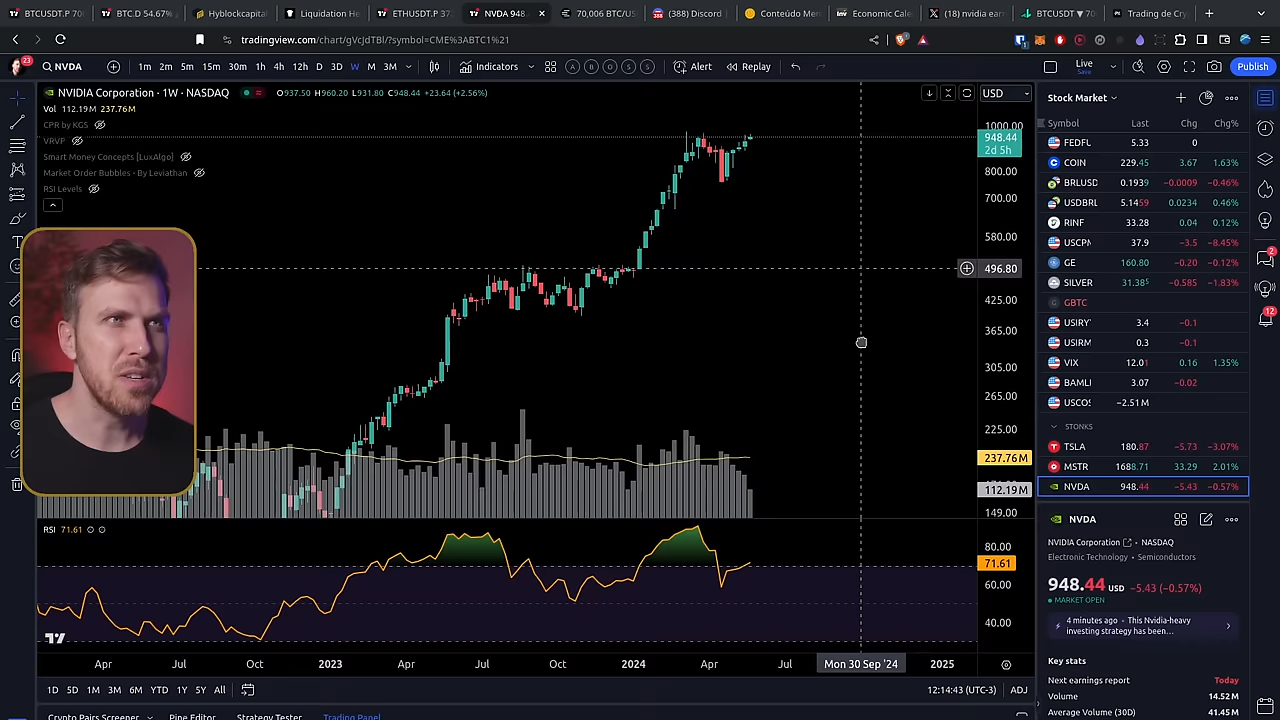 BTCUSDT.P 70
BTC.D 54.67%
Hyblockcapital
Liquidation He
ETHUSDT.P 37
NVDA 948
70,006 BTC/US
(388) Discord
Conteúdo Mem
Economic Cale
(18) nvidia earn
BTCUSDT ▼ 70
Trading de Cry
tradingview.com/chart/gVcJdTBl/?symbol=CME%3ABTC1%21
23
NVDA
1m 2m 5m 15m 30m 1h 4h 12H D 3D W M 3M
Indicators
A B O S S
Alert
Replay
Live
Save
Publish
NVIDIA Corporation · 1W · NASDAQ
O937.50 H960.20 L931.80 C948.44 +23.64 (+2.56%)
Vol 112.19M 237.76M
CPR by KGS
VRVP
Smart Money Concepts [LuxAlgo]
Market Order Bubbles - By Leviathan
RSI Levels
USD
1000.00
948.44
2d 5h
800.00
700.00
580.00
496.80
425.00
365.00
305.00
265.00
225.00
237.76M
112.19M
149.00
RSI 71.61
80.00
71.61
60.00
40.00
Apr Jul Oct 2023 Apr Jul Oct 2024 Apr Jul Mon 30 Sep '24 2025
1D 5D 1M 3M 6M YTD 1Y 5Y All
12:14:43 (UTC-3) ADJ
Crypto Pairs Screener
Pine Editor
Strategy Tester
Trading Panel
Stock Market
Symbol Last Chg Chg%
FEDFL 5.33 0
COIN 229.45 3.67 1.63%
BRLUSD 0.1939 −0.0009 −0.46%
USDBRL 5.1459 0.0234 0.46%
RINF 33.28 0.04 0.12%
USCPI 37.9 −3.5 −8.45%
GE 160.80 −0.20 −0.12%
SILVER 31.385 −0.585 −1.83%
GBTC
USIRY 3.4 −0.1
USIRM 0.3 −0.1
VIX 12.01 0.16 1.35%
BAMLI 3.07 −0.02
USCO −2.51M
STONKS
TSLA 180.87 −5.73 −3.07%
MSTR 1688.71 33.29 2.01%
NVDA 948.44 −5.43 −0.57%
2
12
NVDA
NVIDIA Corporation · NASDAQ
Electronic Technology • Semiconductors
948.44 USD −5.43 (−0.57%)
MARKET OPEN
4 minutes ago • This Nvidia-heavy
investing strategy has been...
Key stats
Next earnings report Today
Volume 14.52M
Average Volume (30D) 41.45M